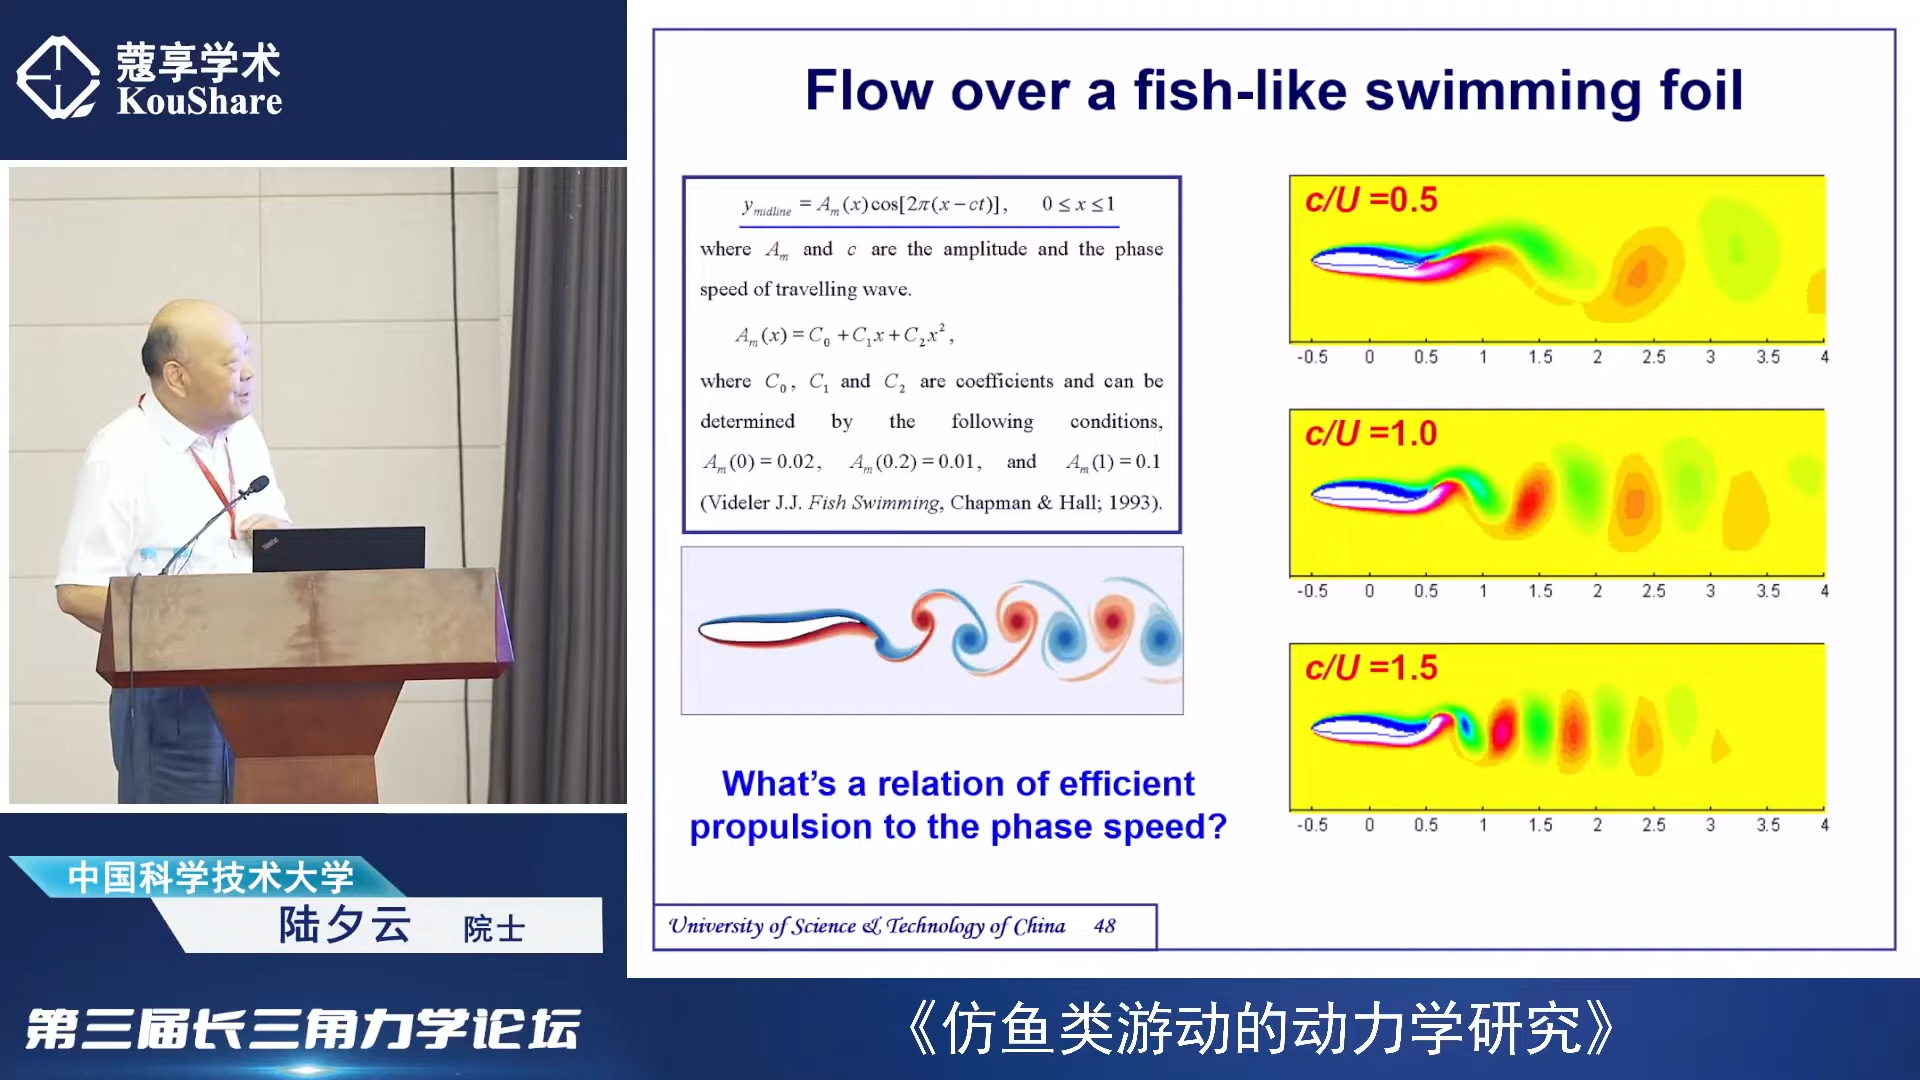 蔻享学术
KouShare
Flow over a fish-like swimming foil
y_midline = A_m(x)cos[2π(x−ct)], 0≤x≤1
where A_m and c are the amplitude and the phase
speed of travelling wave.
A_m(x)=C_0+C_1x+C_2x^2,
where C_0, C_1 and C_2 are coefficients and can be
determined by the following conditions,
A_m(0)=0.02, A_m(0.2)=0.01, and A_m(1)=0.1
(Videler J.J. Fish Swimming, Chapman & Hall; 1993).
What's a relation of efficient
propulsion to the phase speed?
c/U =0.5
-0.5 0 0.5 1 1.5 2 2.5 3 3.5 4
c/U =1.0
-0.5 0 0.5 1 1.5 2 2.5 3 3.5 4
c/U =1.5
-0.5 0 0.5 1 1.5 2 2.5 3 3.5 4
University of Science & Technology of China 48
中国科学技术大学
陆夕云 院士
第三届长三角力学论坛
《仿鱼类游动的动力学研究》